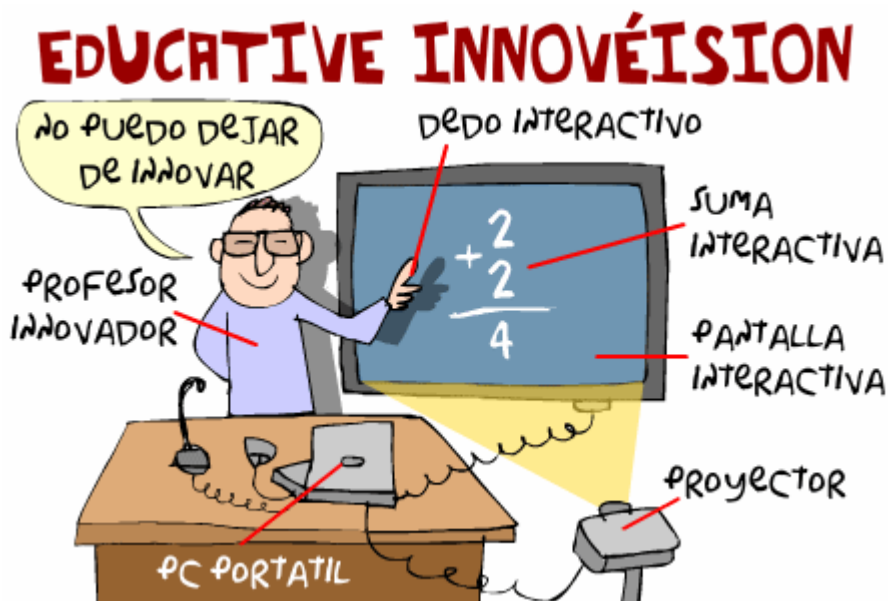 EDUCATIVE INNOVÉISION
NO PUEDO DEJAR
DE INNOVAR
DEDO INTERACTIVO
PROFESOR
INNOVADOR
+2
2
4
SUMA
INTERACTIVA
PANTALLA
INTERACTIVA
PROYECTOR
PC PORTATIL